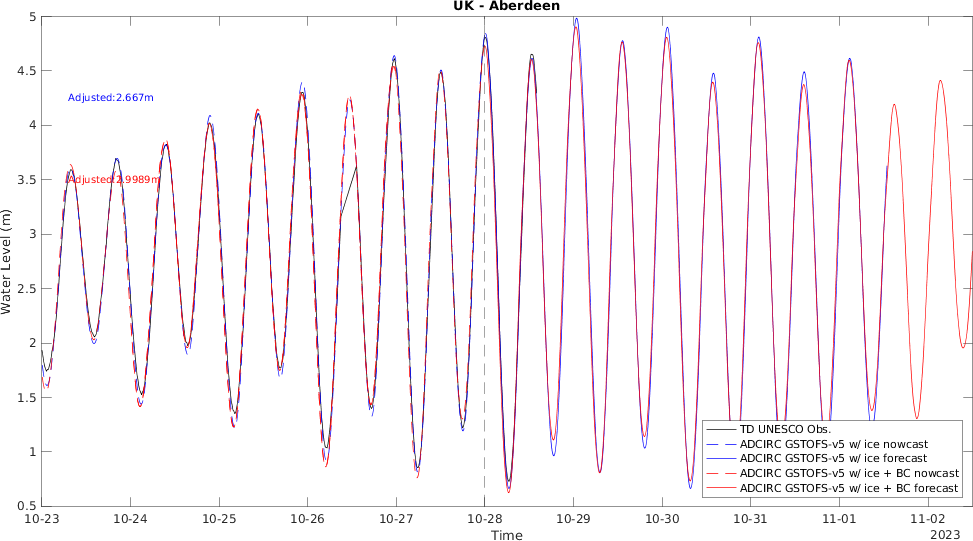 UK - Aberdeen
5
4.5
4
3.5
3
2.5
2
1.5
1
0.5
Water Level (m)
Adjusted:2.667m
Adjusted:2.9989m
TD UNESCO Obs.
ADCIRC GSTOFS-v5 w/ ice nowcast
ADCIRC GSTOFS-v5 w/ ice forecast
ADCIRC GSTOFS-v5 w/ ice + BC nowcast
ADCIRC GSTOFS-v5 w/ ice + BC forecast
10-23 10-24 10-25 10-26 10-27 10-28 10-29 10-30 10-31 11-01 11-02
Time
2023